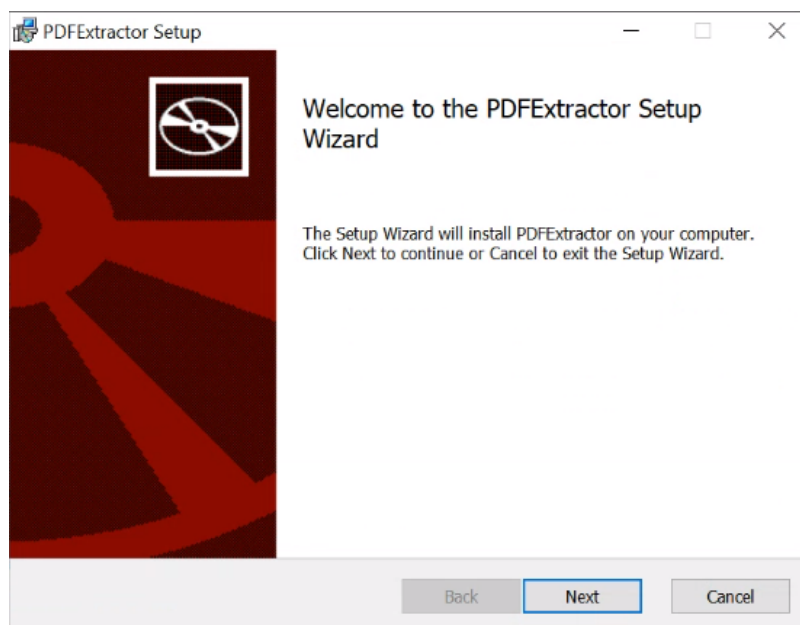 PDFExtractor Setup
Welcome to the PDFExtractor Setup
Wizard
The Setup Wizard will install PDFExtractor on your computer.
Click Next to continue or Cancel to exit the Setup Wizard.
Back
Next
Cancel